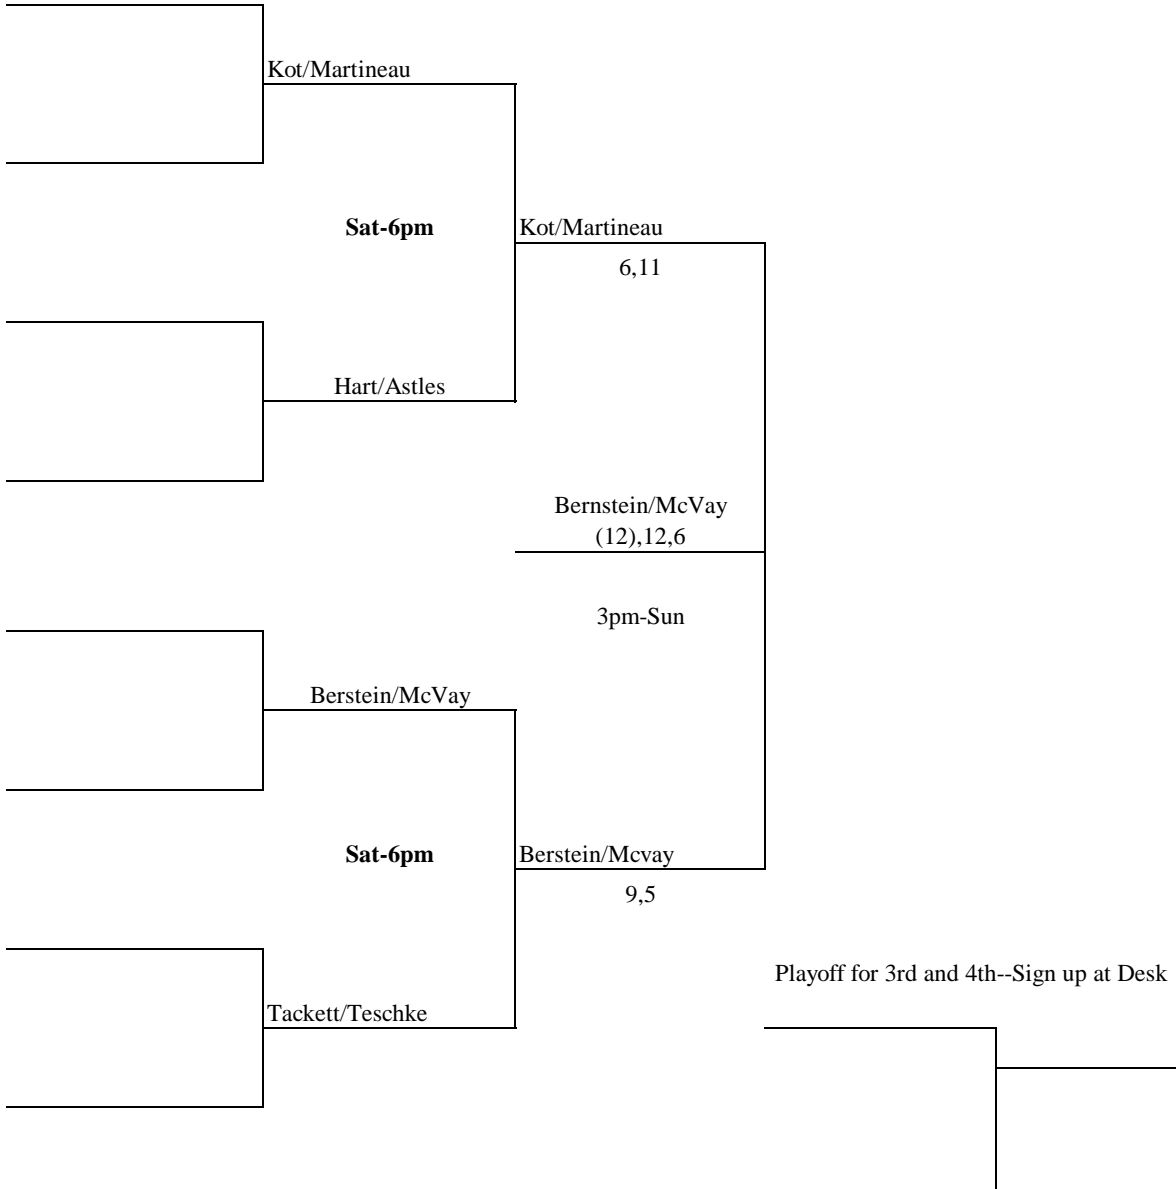 Kot/Martineau
Sat-6pm
Kot/Martineau
6,11
Hart/Astles
Bernstein/McVay
(12),12,6
3pm-Sun
Berstein/McVay
Sat-6pm
Berstein/Mcvay
9,5
Playoff for 3rd and 4th--Sign up at Desk
Tackett/Teschke